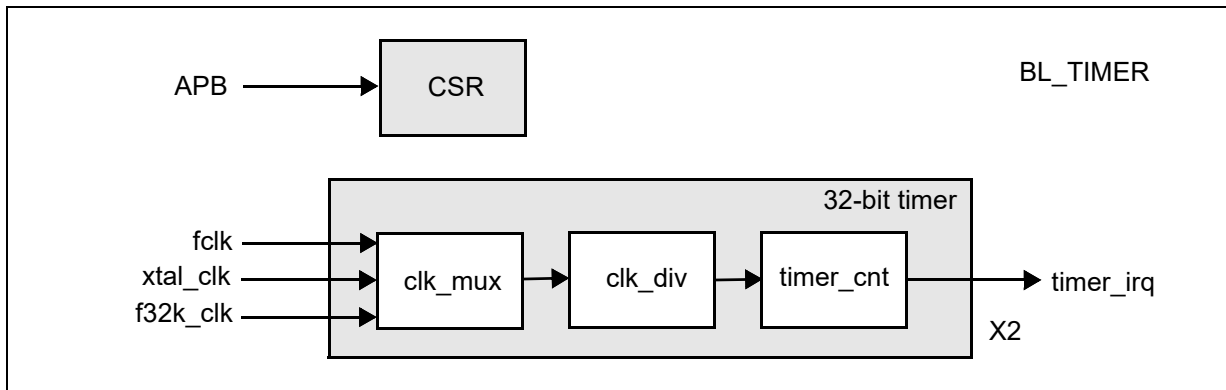 APB
CSR
BL_TIMER
32-bit timer
fclk
xtal_clk
f32k_clk
clk_mux
clk_div
timer_cnt
timer_irq
X2